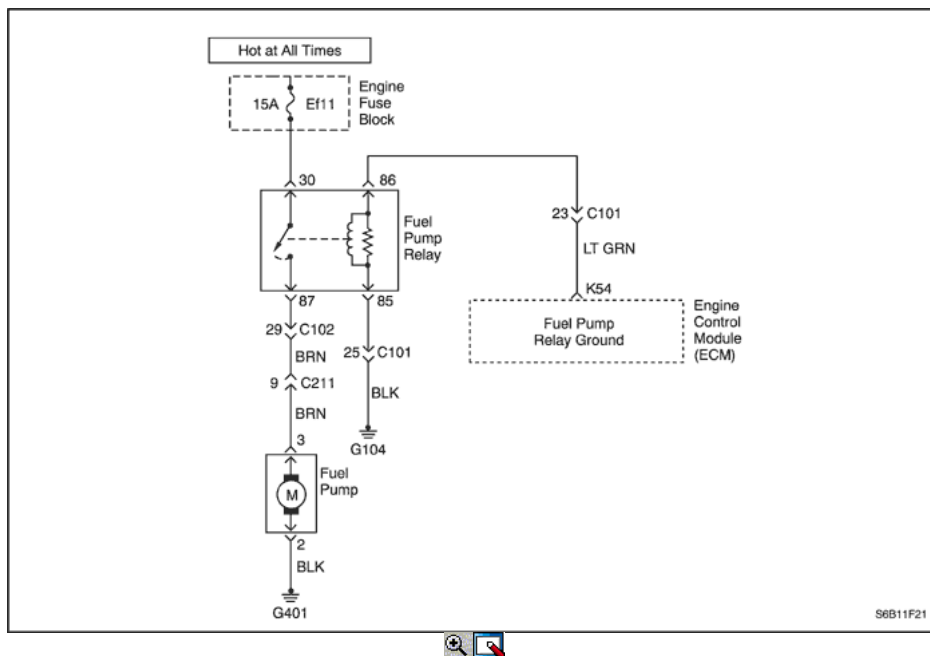 Hot at All Times
15A
Ef11
Engine
Fuse
Block
30
86
Fuel
Pump
Relay
23
C101
LT GRN
K54
Fuel Pump
Relay Ground
Engine
Control
Module
(ECM)
87
85
29
C102
BRN
25
C101
9
C211
BLK
BRN
G104
3
Fuel
Pump
M
2
BLK
G401
S6B11F21